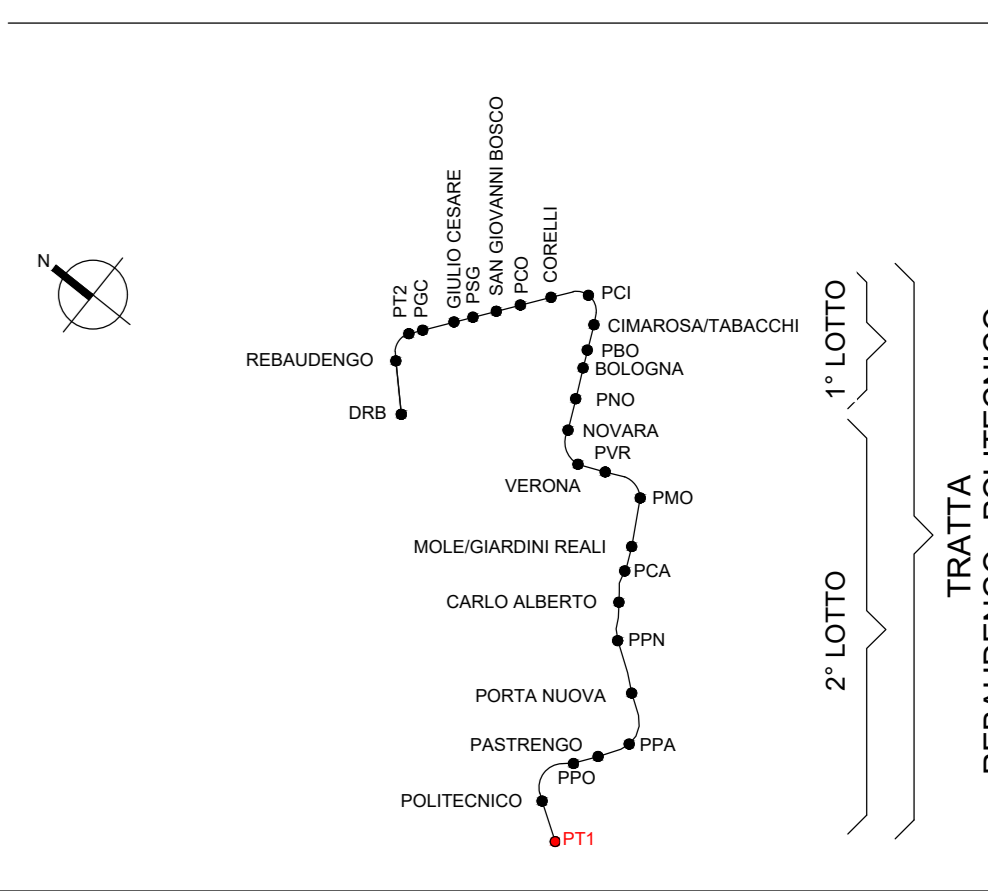 N
REBAUDENGO
DRB
PT2
PGC
GIULIO CESARE
PSG
SAN GIOVANNI BOSCO
PCO
CORELLI
PCI
CIMAROSA/TABACCHI
PBO
BOLOGNA
PNO
NOVARA
PVR
VERONA
PMO
MOLE/GIARDINI REALI
PCA
CARLO ALBERTO
PPN
PORTA NUOVA
PPA
PASTRENGO
PPO
POLITECNICO
PT1
1° LOTTO
2° LOTTO
TRATTA
REBAUDENGO - POLITECNICO